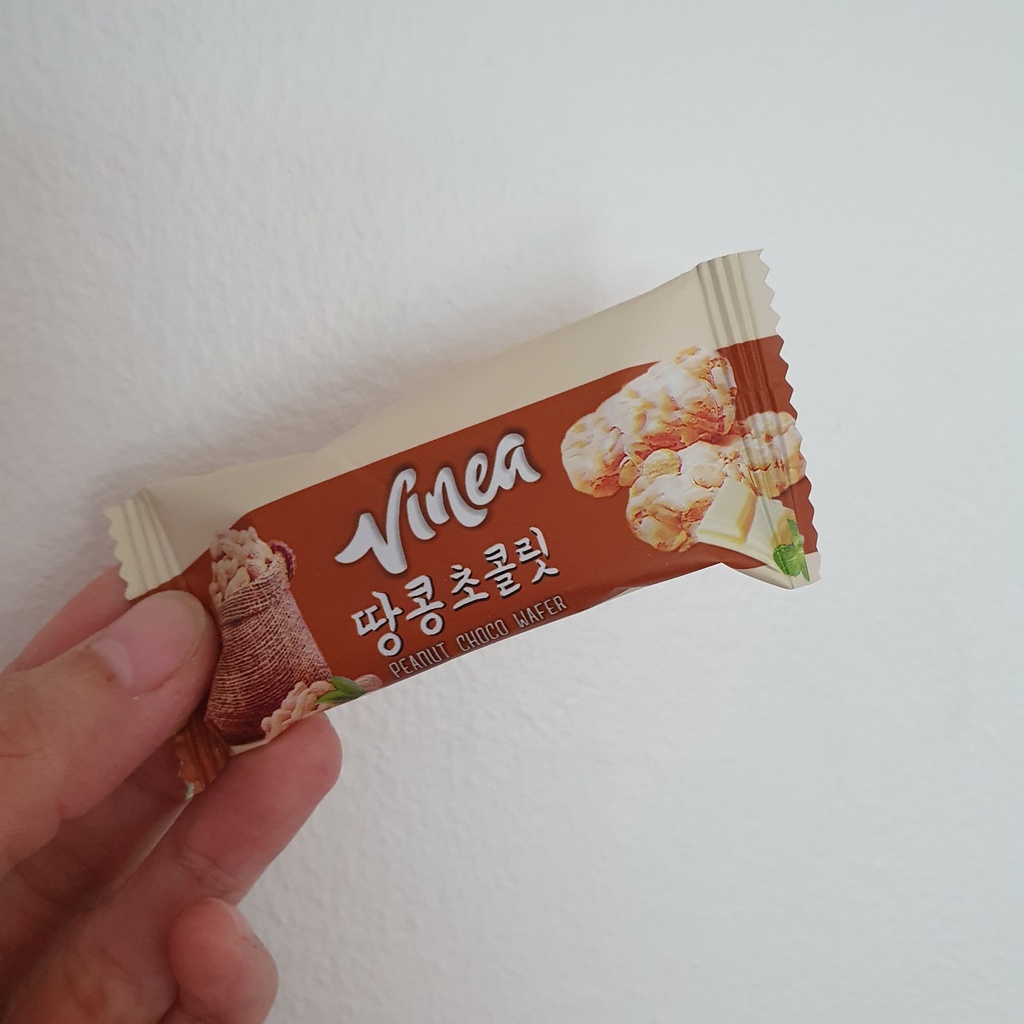 Vinea
땅콩초콜릿
PEANUT CHOCO WAFER